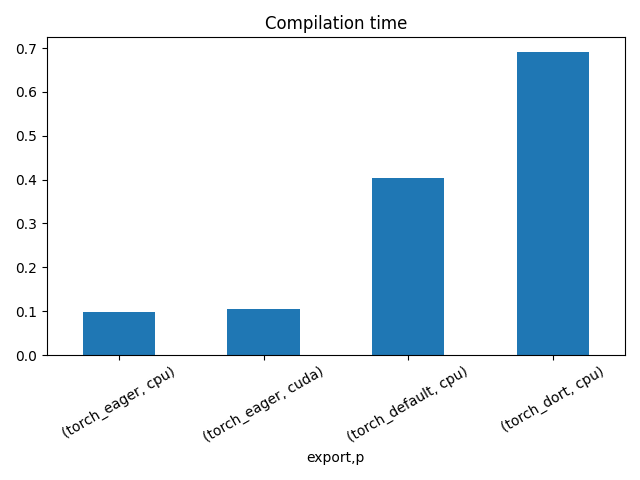 Compilation time
0.7
0.6
0.5
0.4
0.3
0.2
0.1
0.0
(torch_eager, cpu)
(torch_eager, cuda)
(torch_default, cpu)
(torch_dort, cpu)
export,p